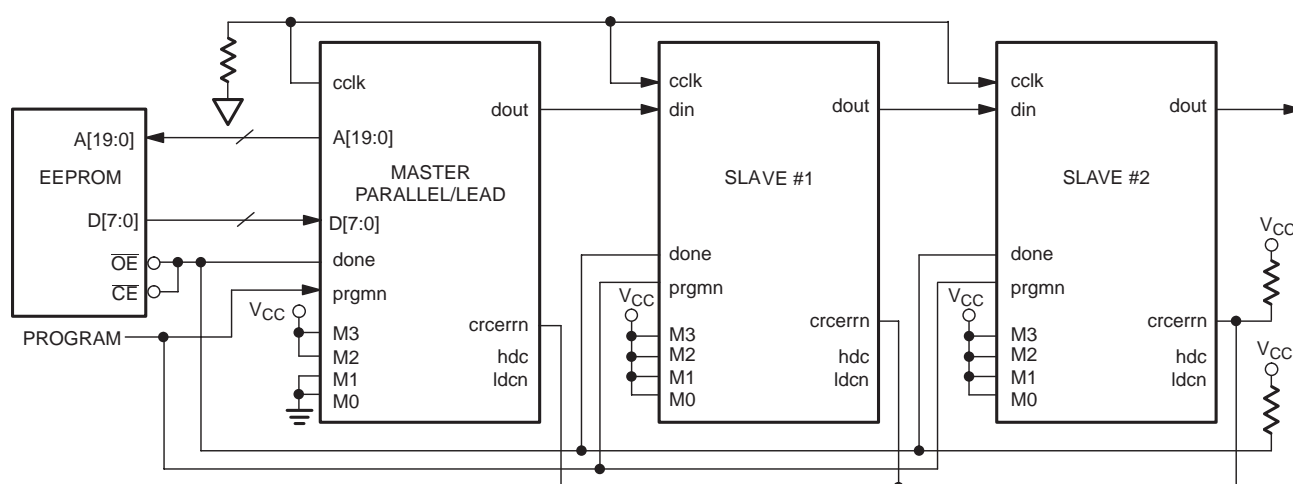 EEPROM
A[19:0]
D[7:0]
OE
CE
PROGRAM
cclk
dout
A[19:0]
MASTER
PARALLEL/LEAD
D[7:0]
done
prgmn
VCC
crcerrn
M3
M2
hdc
M1
ldcn
M0
cclk
dout
din
SLAVE #1
done
prgmn
VCC
crcerrn
M3
M2
hdc
M1
ldcn
M0
cclk
dout
din
SLAVE #2
done
prgmn
VCC
crcerrn
M3
M2
hdc
M1
ldcn
M0
VCC
VCC